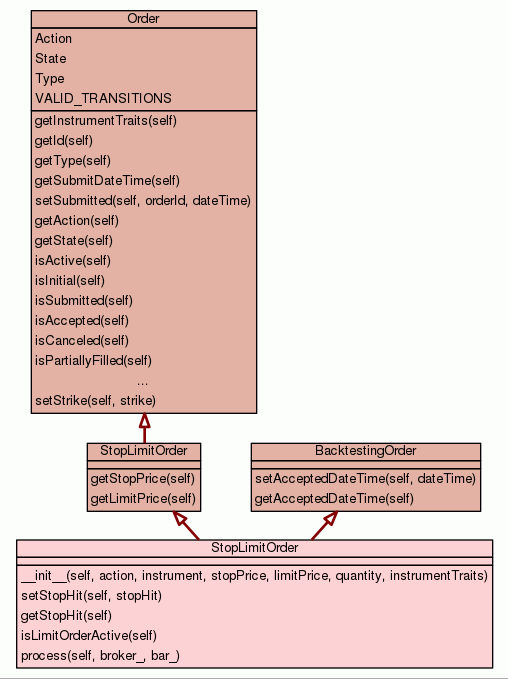 Order
Action
State
Type
VALID_TRANSITIONS
getInstrumentTraits(self)
getId(self)
getType(self)
getSubmitDateTime(self)
setSubmitted(self, orderId, dateTime)
getAction(self)
getState(self)
isActive(self)
isInitial(self)
isSubmitted(self)
isAccepted(self)
isCanceled(self)
isPartiallyFilled(self)
...
setStrike(self, strike)
StopLimitOrder
getStopPrice(self)
getLimitPrice(self)
BacktestingOrder
setAcceptedDateTime(self, dateTime)
getAcceptedDateTime(self)
StopLimitOrder
__init__(self, action, instrument, stopPrice, limitPrice, quantity, instrumentTraits)
setStopHit(self, stopHit)
getStopHit(self)
isLimitOrderActive(self)
process(self, broker_, bar_)